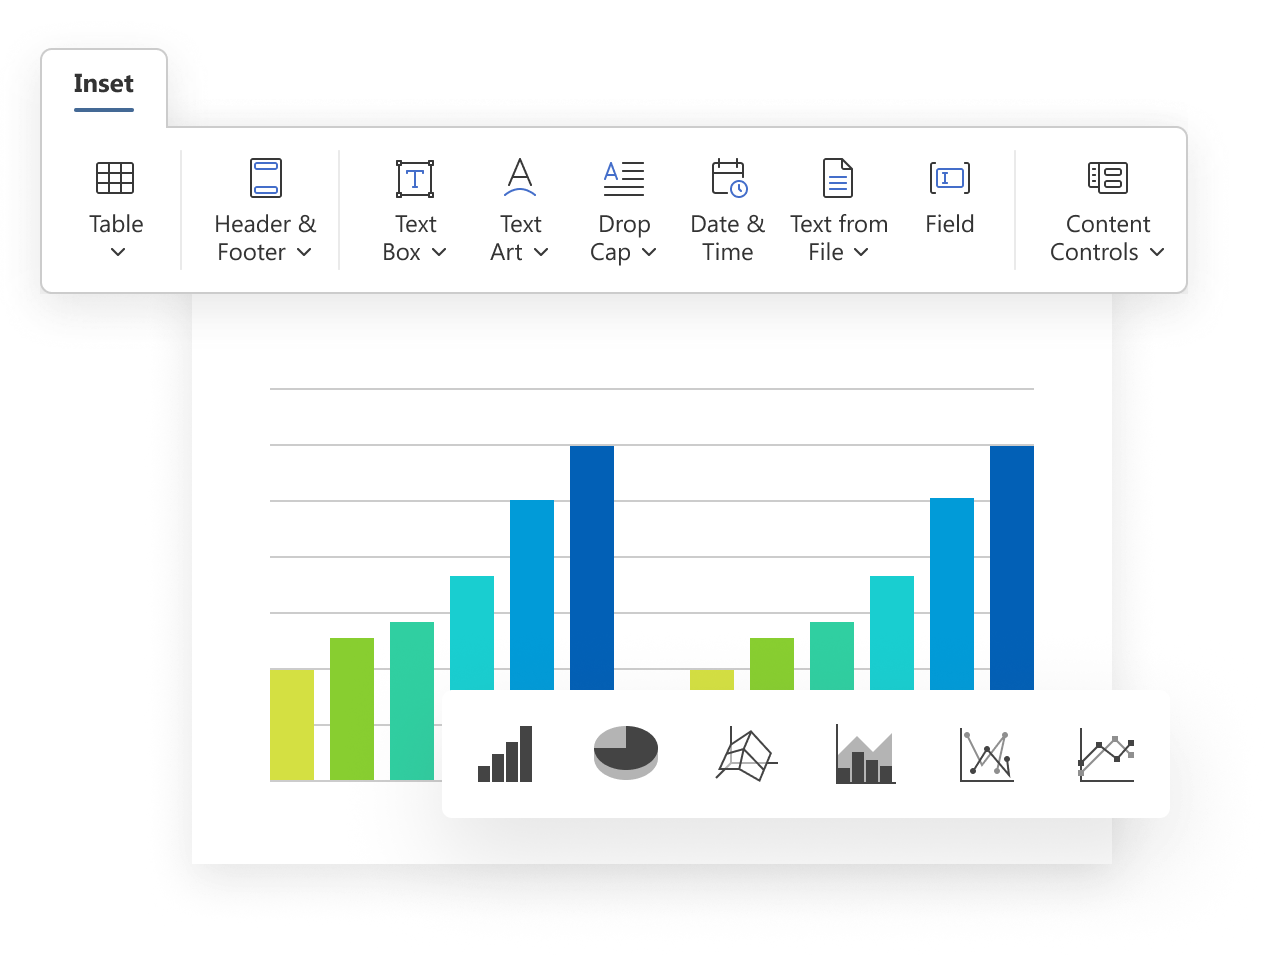 Inset
Table
Header &
Footer
Text
Box
Text
Art
Drop
Cap
Date &
Time
Text from
File
Field
Content
Controls